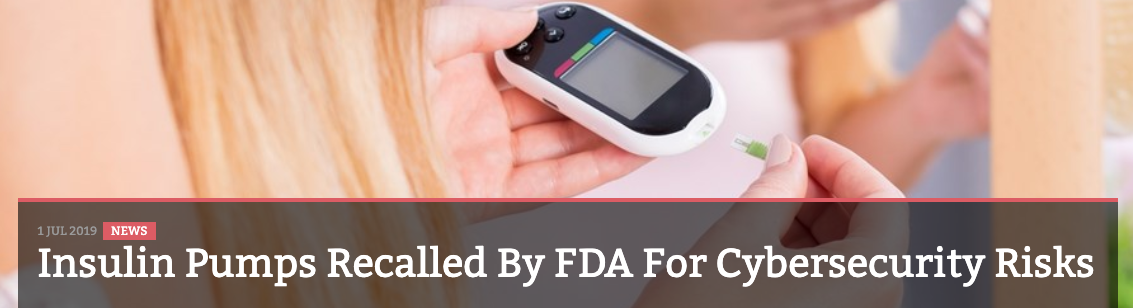 1 JUL 2019 NEWS
Insulin Pumps Recalled By FDA For Cybersecurity Risks